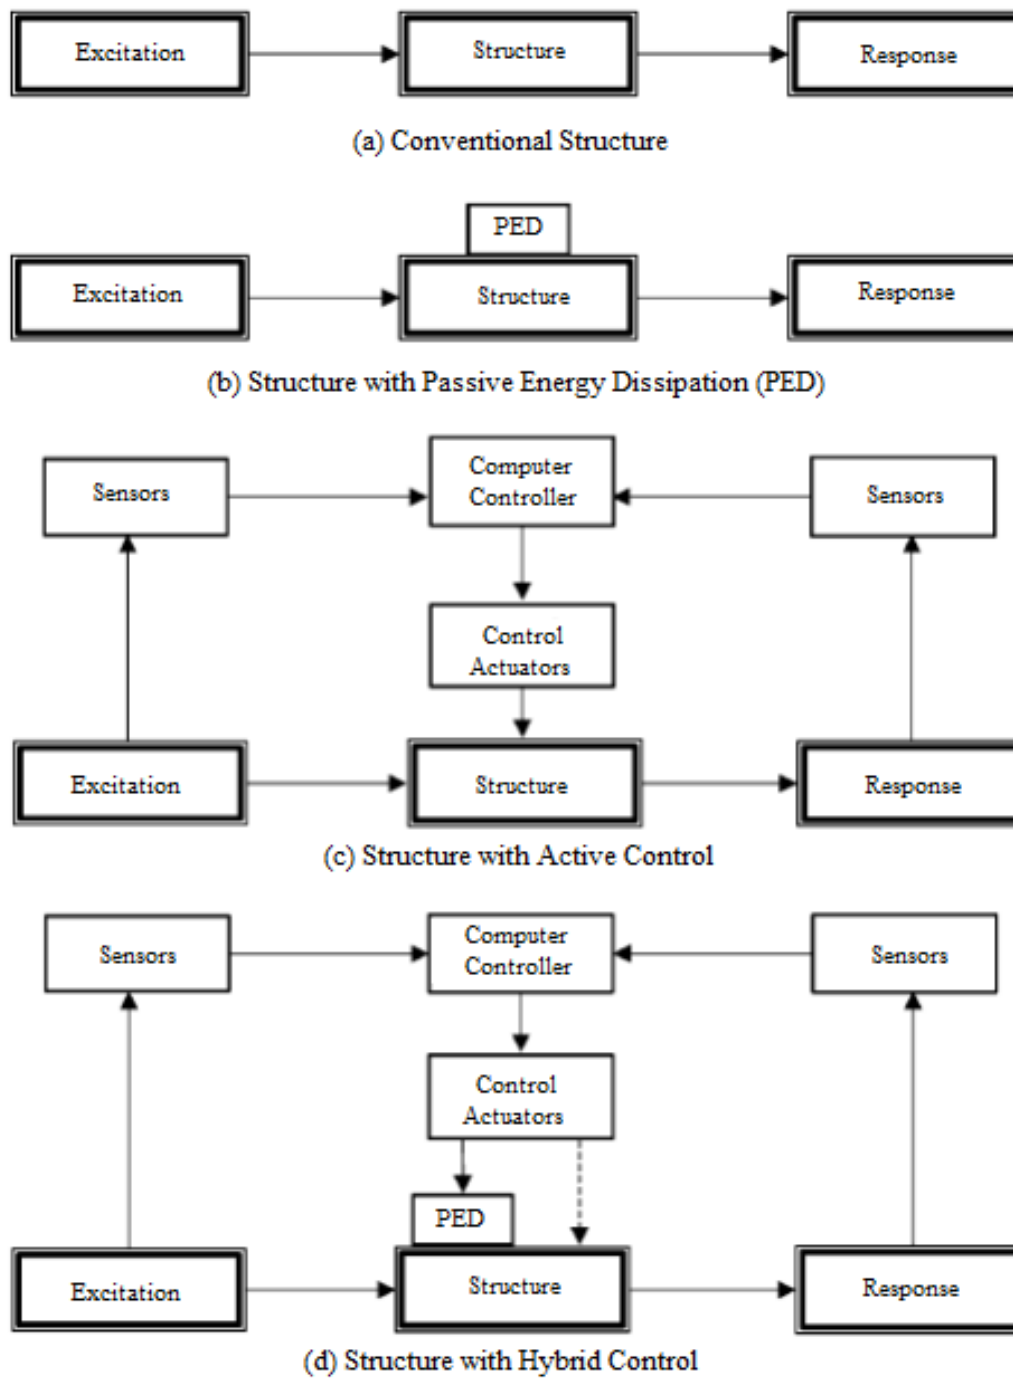 Excitation
Structure
Response
(a) Conventional Structure
PED
Excitation
Structure
Response
(b) Structure with Passive Energy Dissipation (PED)
Sensors
Computer
Controller
Sensors
Control
Actuators
Excitation
Structure
Response
(c) Structure with Active Control
Sensors
Computer
Controller
Sensors
Control
Actuators
PED
Excitation
Structure
Response
(d) Structure with Hybrid Control